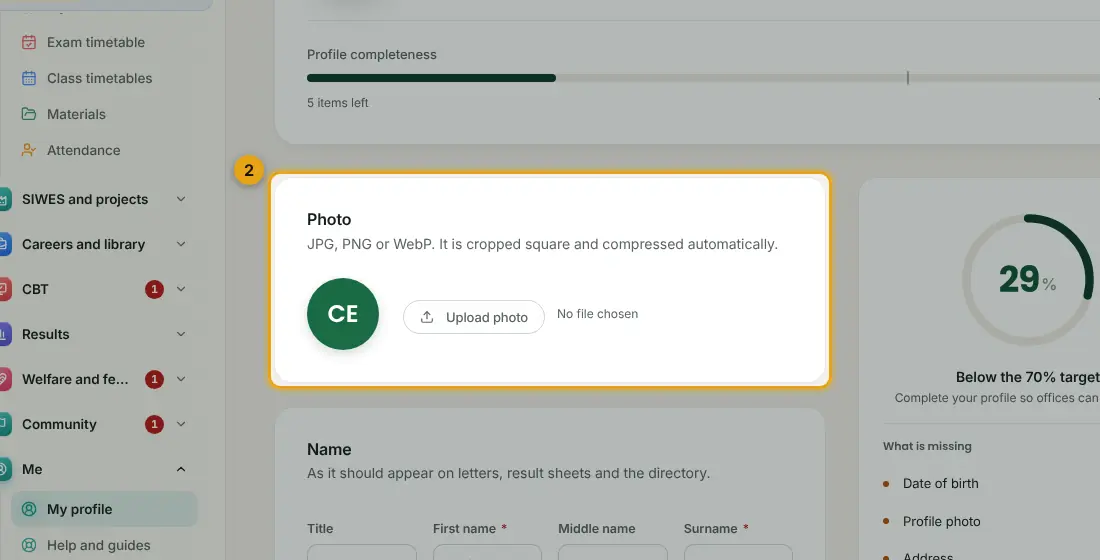 Exam timetable
Class timetables
Materials
Attendance
SIWES and projects
Careers and library
CBT
1
Results
Welfare and fe...
1
Community
1
Me
My profile
Help and guides
Profile completeness
5 items left
2
Photo
JPG, PNG or WebP. It is cropped square and compressed automatically.
CE
Upload photo
No file chosen
Name
As it should appear on letters, result sheets and the directory.
Title
First name *
Middle name
Surname *
29%
Below the 70% target
Complete your profile so offices can
What is missing
Date of birth
Profile photo
Address